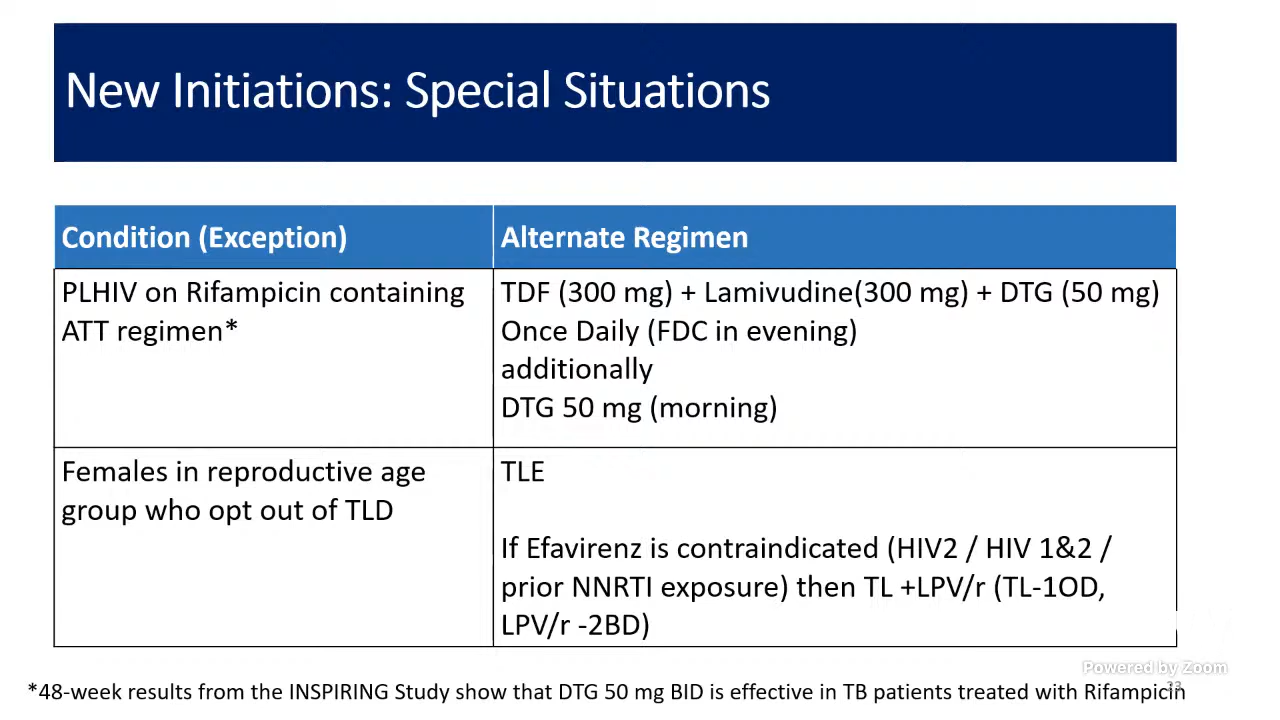 New Initiations: Special Situations
Condition (Exception)
Alternate Regimen
PLHIV on Rifampicin containing
ATT regimen*
TDF (300 mg) + Lamivudine(300 mg) + DTG (50 mg)
Once Daily (FDC in evening)
additionally
DTG 50 mg (morning)
Females in reproductive age
group who opt out of TLD
TLE
If Efavirenz is contraindicated (HIV2 / HIV 1&2 /
prior NNRTI exposure) then TL +LPV/r (TL-1OD,
LPV/r -2BD)
Powered by Zoom
33
*48-week results from the INSPIRING Study show that DTG 50 mg BID is effective in TB patients treated with Rifampicin